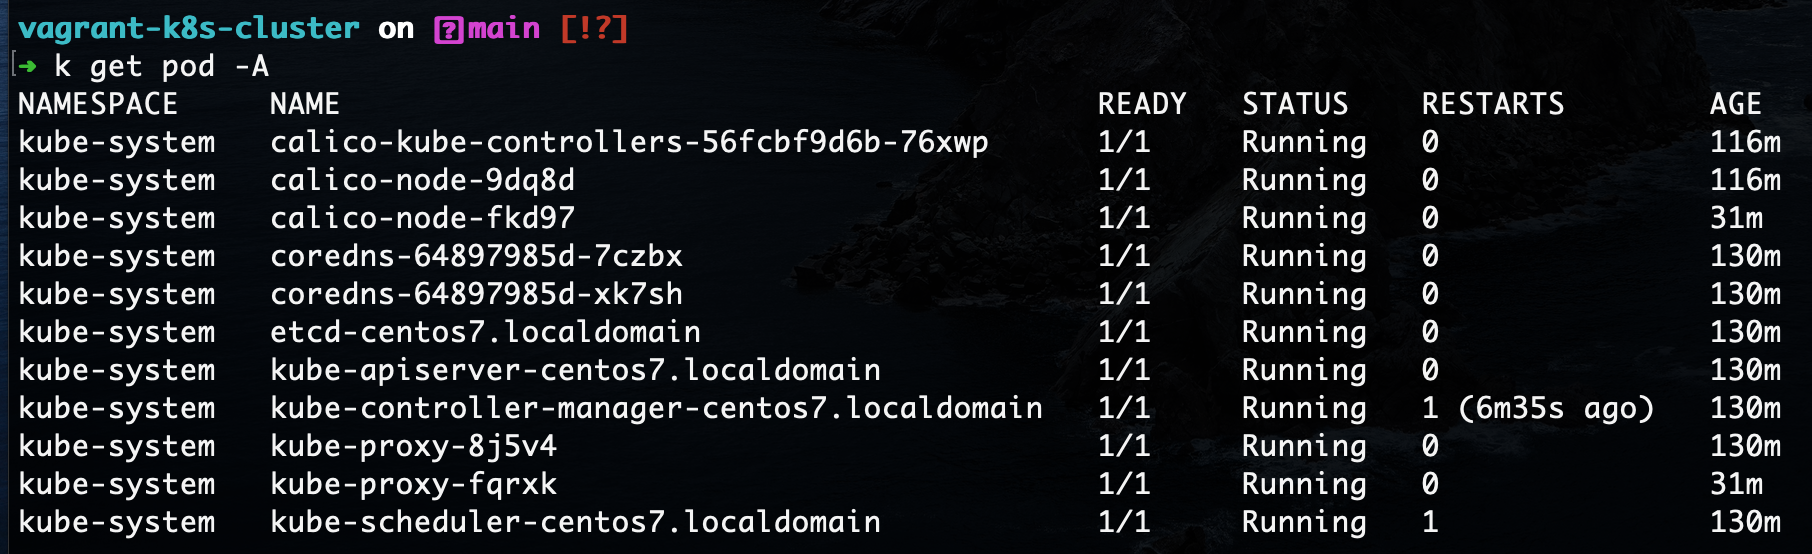 vagrant-k8s-cluster on ⍰ main [!?]
[➜ k get pod -A
NAMESPACE NAME READY STATUS RESTARTS AGE
kube-system calico-kube-controllers-56fcbf9d6b-76xwp 1/1 Running 0 116m
kube-system calico-node-9dq8d 1/1 Running 0 116m
kube-system calico-node-fkd97 1/1 Running 0 31m
kube-system coredns-64897985d-7czbx 1/1 Running 0 130m
kube-system coredns-64897985d-xk7sh 1/1 Running 0 130m
kube-system etcd-centos7.localdomain 1/1 Running 0 130m
kube-system kube-apiserver-centos7.localdomain 1/1 Running 0 130m
kube-system kube-controller-manager-centos7.localdomain 1/1 Running 1 (6m35s ago) 130m
kube-system kube-proxy-8j5v4 1/1 Running 0 130m
kube-system kube-proxy-fqrxk 1/1 Running 0 31m
kube-system kube-scheduler-centos7.localdomain 1/1 Running 1 130m